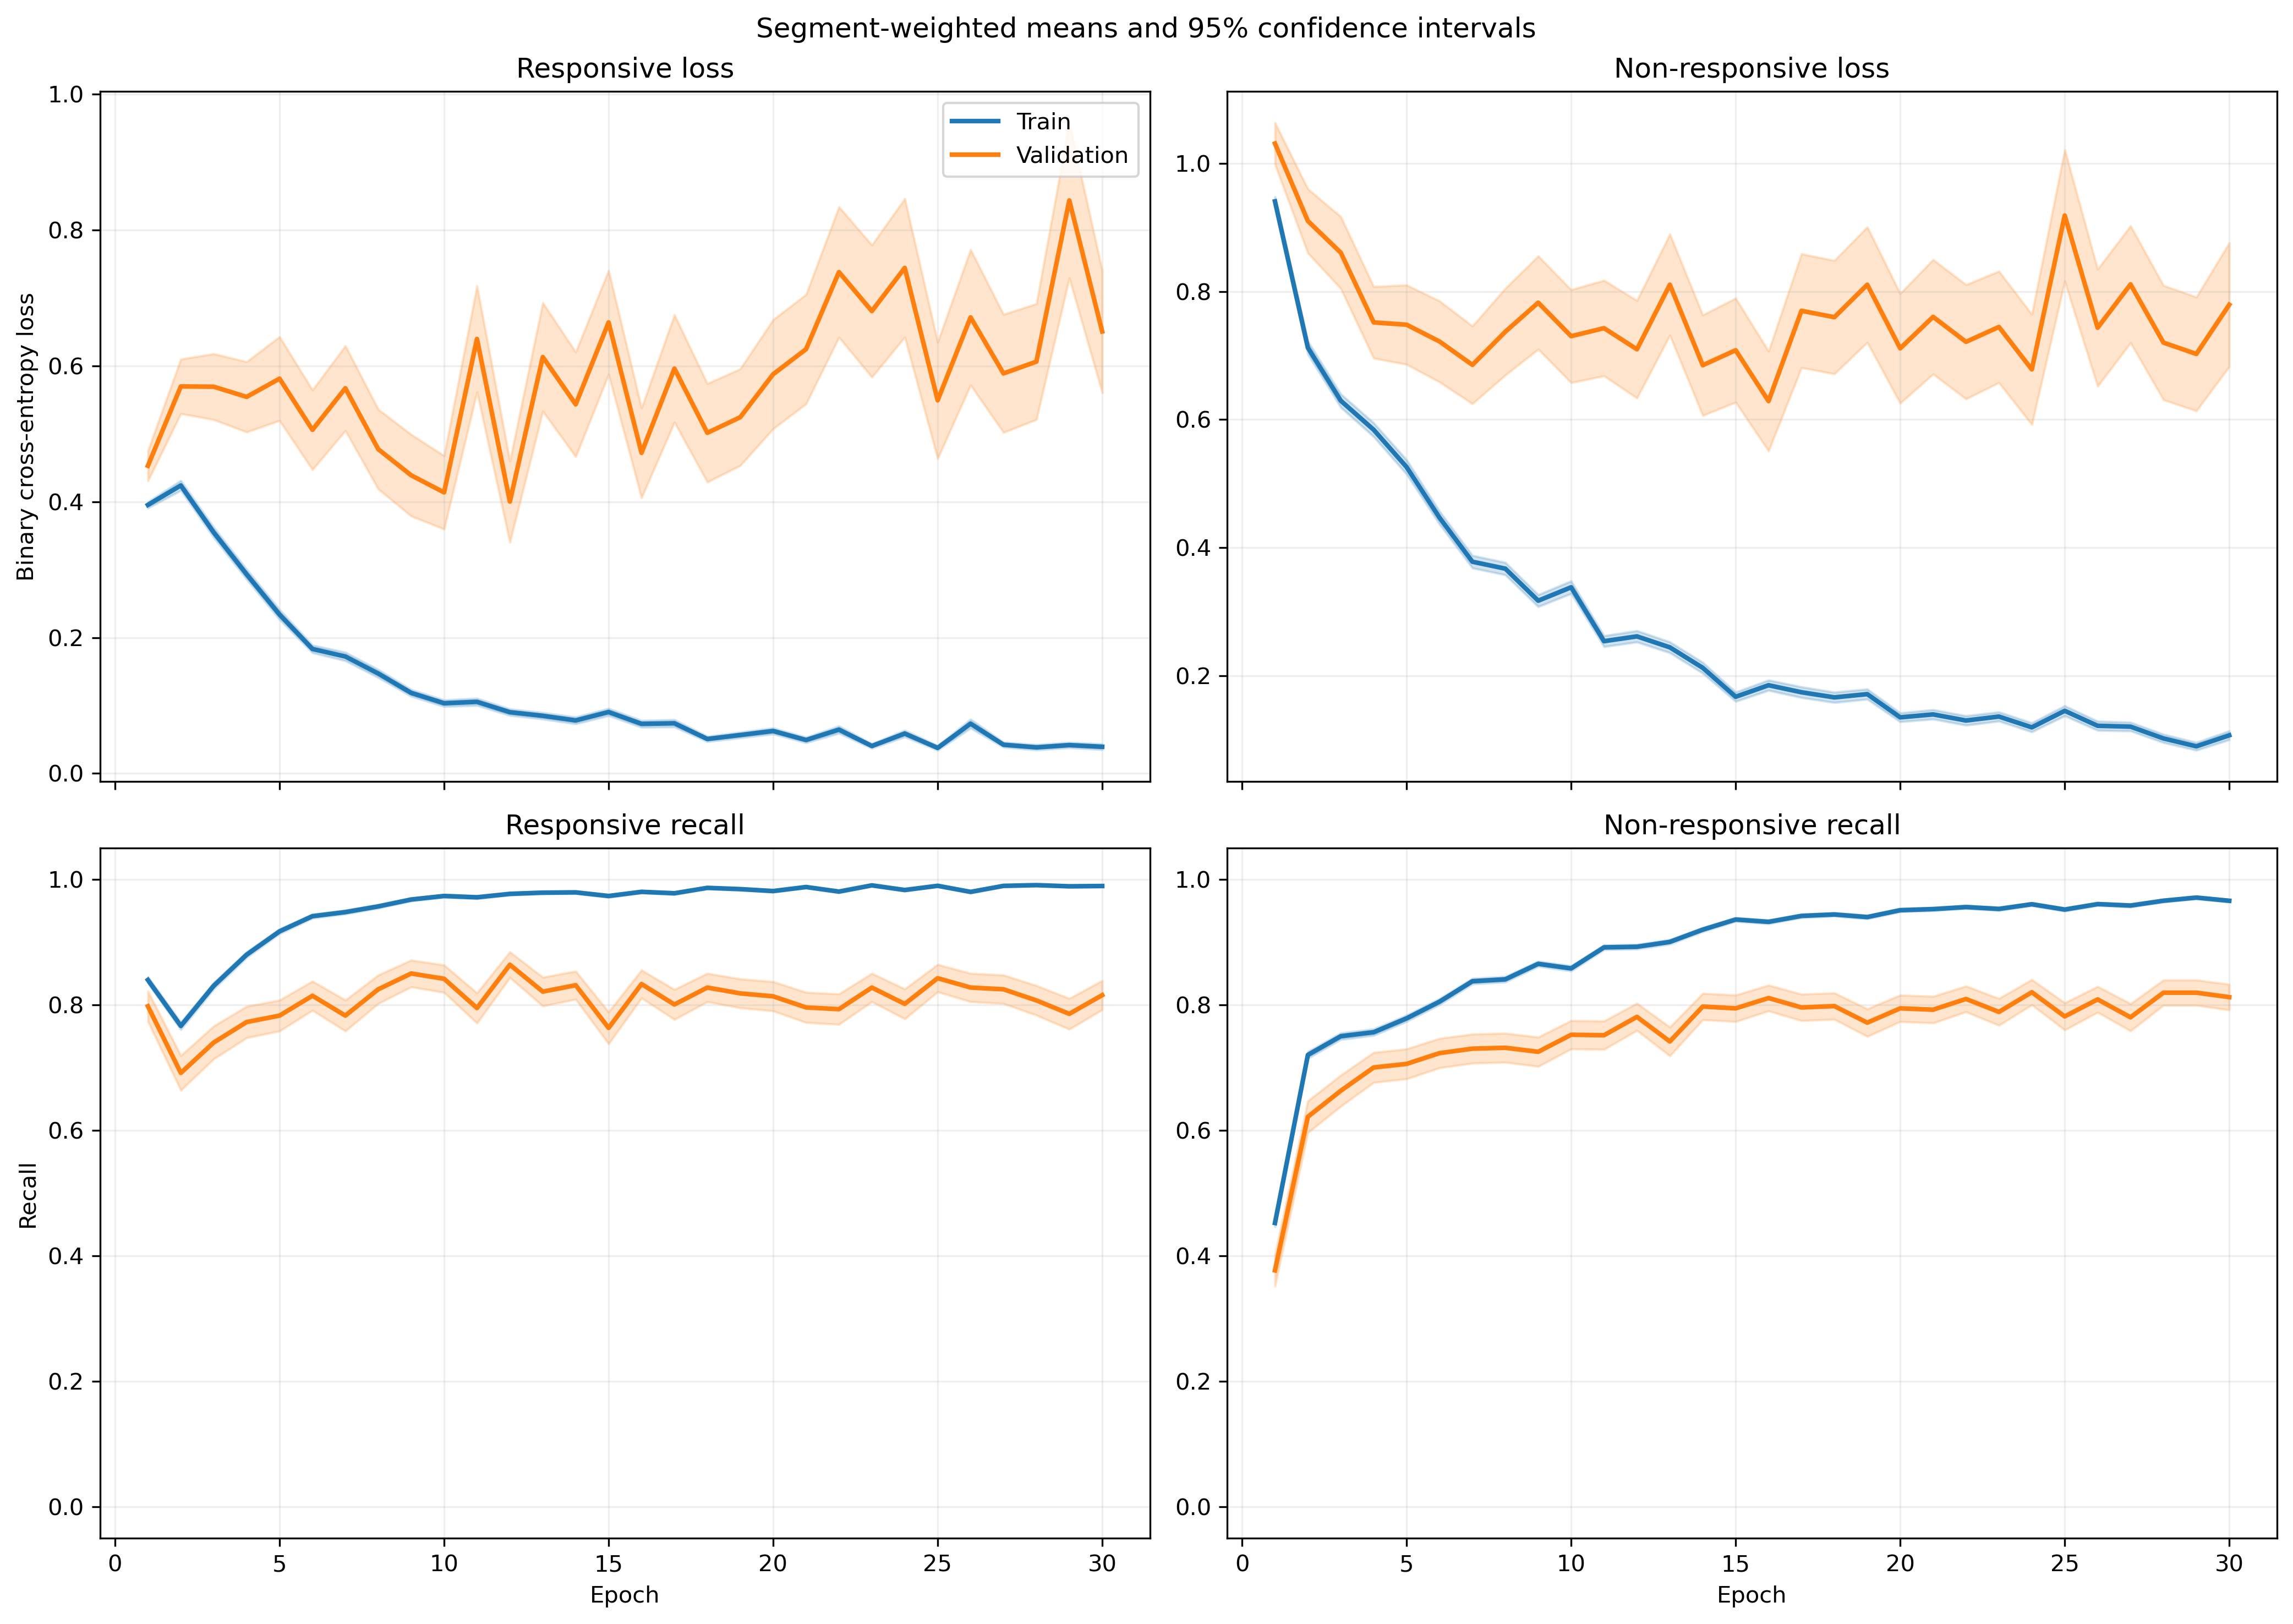 Segment-weighted means and 95% confidence intervals
Responsive loss
Non-responsive loss
Binary cross-entropy loss
1.0
0.8
0.6
0.4
0.2
0.0
Train
Validation
1.0
0.8
0.6
0.4
0.2
Responsive recall
Non-responsive recall
Recall
1.0
0.8
0.6
0.4
0.2
0.0
0 5 10 15 20 25 30
Epoch
1.0
0.8
0.6
0.4
0.2
0.0
0 5 10 15 20 25 30
Epoch